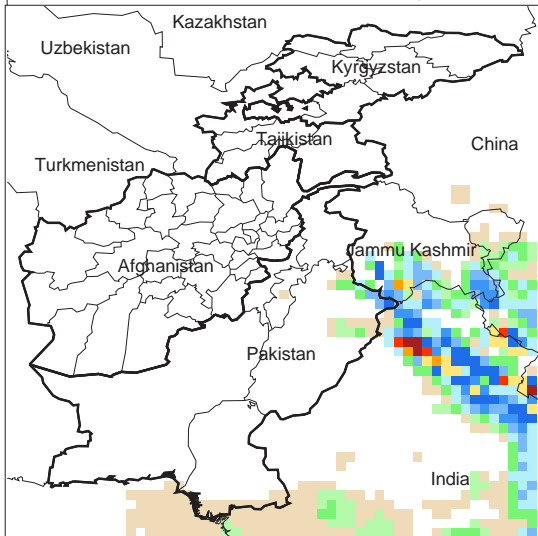 Kazakhstan
Uzbekistan
Kyrgyzstan
Tajikistan
China
Turkmenistan
Jammu Kashmir
Afghanistan
Pakistan
India